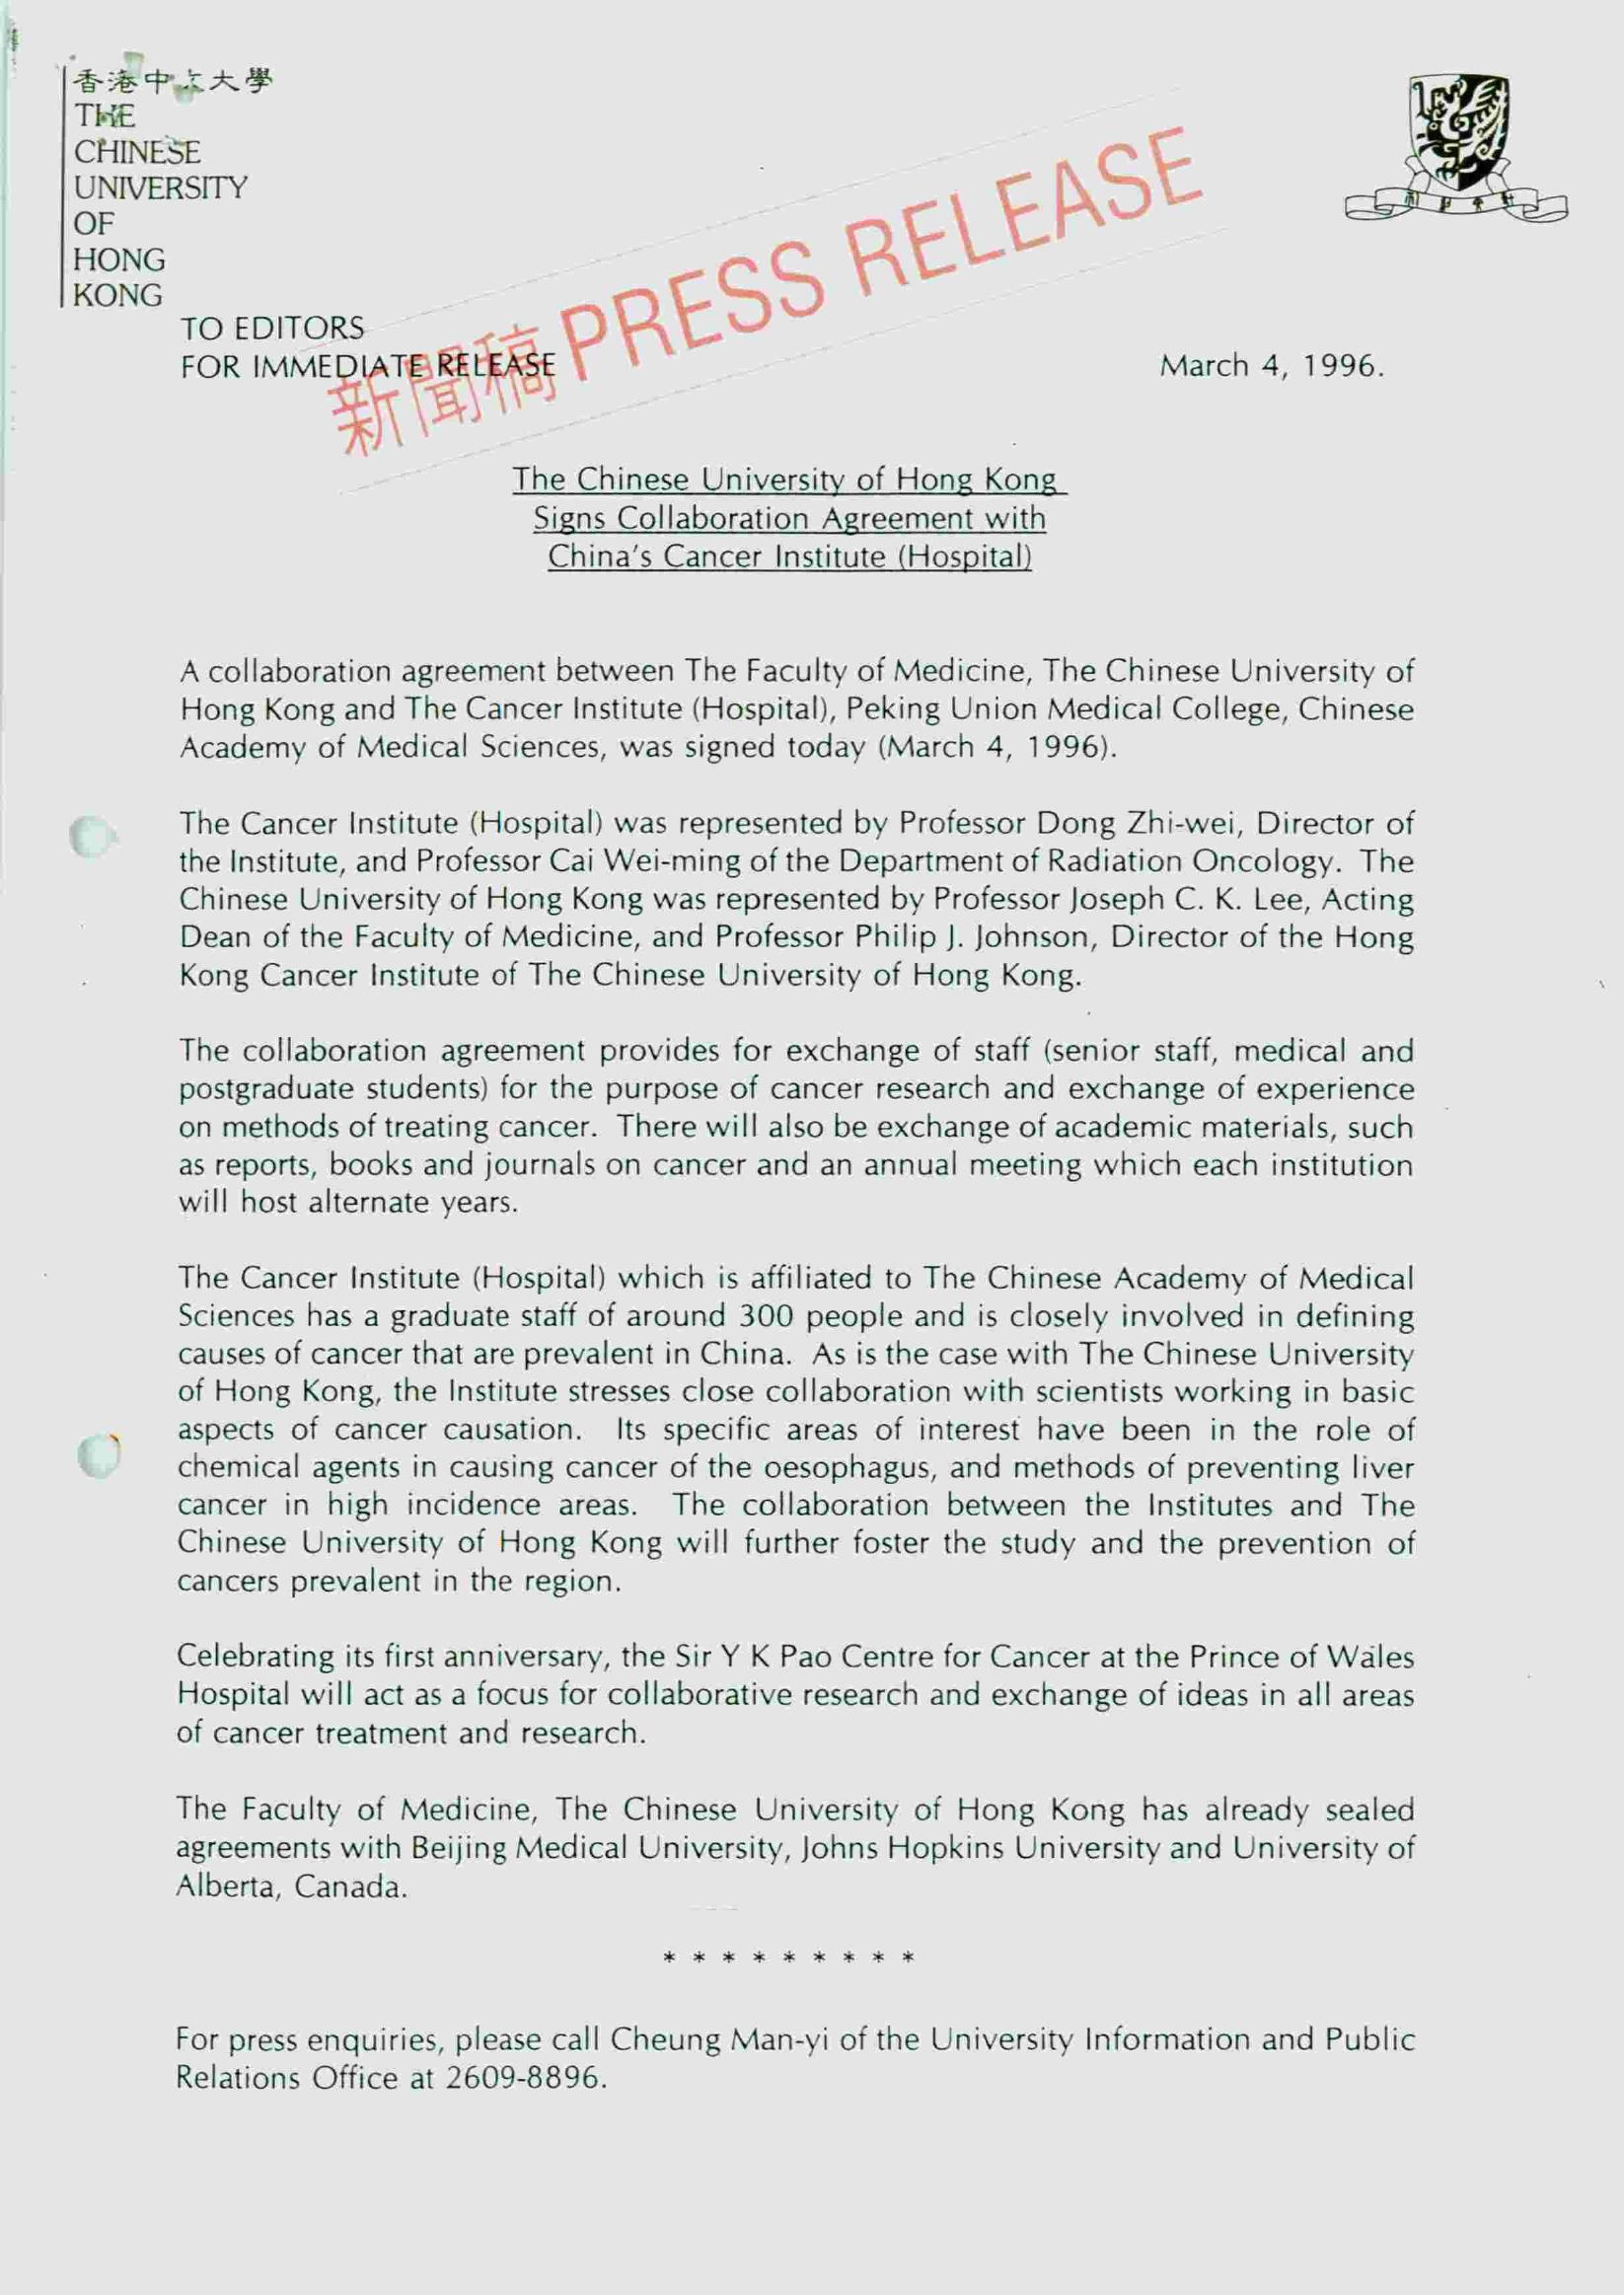 香港中文大學
THE
CHINESE
UNIVERSITY
OF
HONG
KONG
新聞稿 PRESS RELEASE
TO EDITORS
FOR IMMEDIATE RELEASE
March 4, 1996.
The Chinese University of Hong Kong
Signs Collaboration Agreement with
China's Cancer Institute (Hospital)
A collaboration agreement between The Faculty of Medicine, The Chinese University of
Hong Kong and The Cancer Institute (Hospital), Peking Union Medical College, Chinese
Academy of Medical Sciences, was signed today (March 4, 1996).
The Cancer Institute (Hospital) was represented by Professor Dong Zhi-wei, Director of
the Institute, and Professor Cai Wei-ming of the Department of Radiation Oncology. The
Chinese University of Hong Kong was represented by Professor Joseph C. K. Lee, Acting
Dean of the Faculty of Medicine, and Professor Philip J. Johnson, Director of the Hong
Kong Cancer Institute of The Chinese University of Hong Kong.
The collaboration agreement provides for exchange of staff (senior staff, medical and
postgraduate students) for the purpose of cancer research and exchange of experience
on methods of treating cancer. There will also be exchange of academic materials, such
as reports, books and journals on cancer and an annual meeting which each institution
will host alternate years.
The Cancer Institute (Hospital) which is affiliated to The Chinese Academy of Medical
Sciences has a graduate staff of around 300 people and is closely involved in defining
causes of cancer that are prevalent in China. As is the case with The Chinese University
of Hong Kong, the Institute stresses close collaboration with scientists working in basic
aspects of cancer causation. Its specific areas of interest have been in the role of
chemical agents in causing cancer of the oesophagus, and methods of preventing liver
cancer in high incidence areas. The collaboration between the Institutes and The
Chinese University of Hong Kong will further foster the study and the prevention of
cancers prevalent in the region.
Celebrating its first anniversary, the Sir Y K Pao Centre for Cancer at the Prince of Wales
Hospital will act as a focus for collaborative research and exchange of ideas in all areas
of cancer treatment and research.
The Faculty of Medicine, The Chinese University of Hong Kong has already sealed
agreements with Beijing Medical University, Johns Hopkins University and University of
Alberta, Canada.
* * * * * * * * *
For press enquiries, please call Cheung Man-yi of the University Information and Public
Relations Office at 2609-8896.